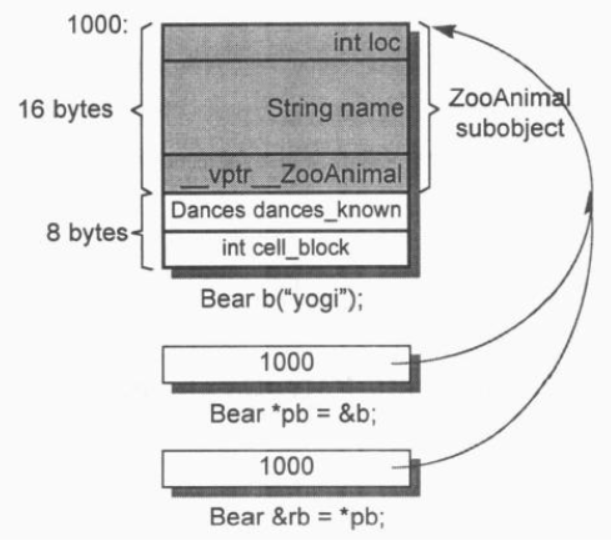 1000:
int loc
16 bytes
String name
ZooAnimal
subobject
__vptr__ZooAnimal
Dances dances_known
8 bytes
int cell_block
Bear b("yogi");
1000
Bear *pb = &b;
1000
Bear &rb = *pb;